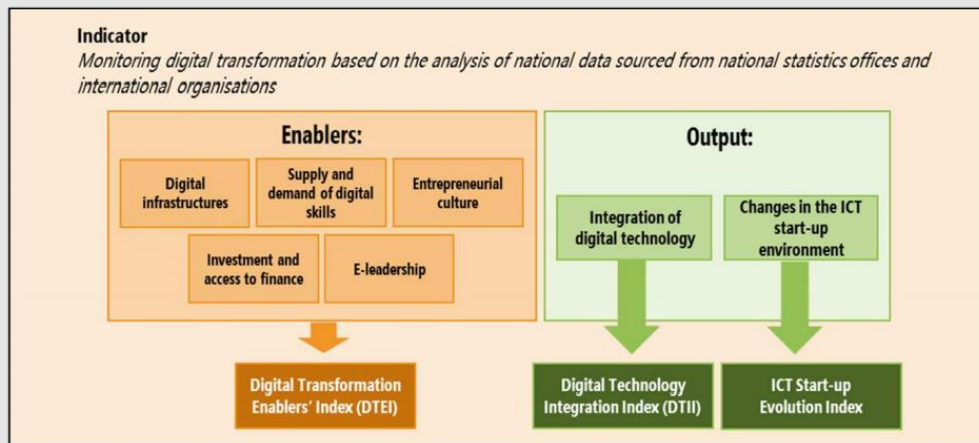 Indicator
Monitoring digital transformation based on the analysis of national data sourced from national statistics offices and
international organisations
Enablers:
Digital
infrastructures
Supply and
demand of digital
skills
Entrepreneurial
culture
Investment and
access to finance
E-leadership
Digital Transformation
Enablers' Index (DTEI)
Output:
Integration of
digital technology
Changes in the ICT
start-up
environment
Digital Technology
Integration Index (DTII)
ICT Start-up
Evolution Index